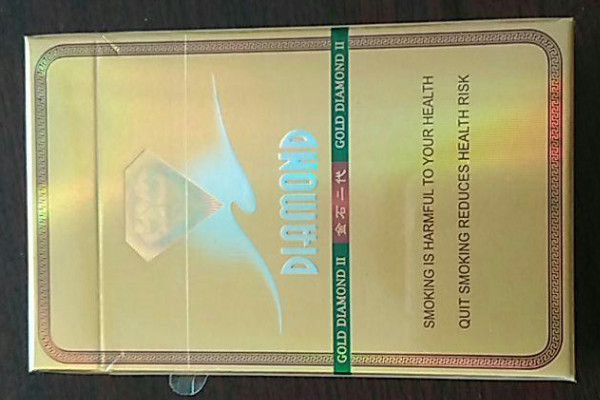 DIAMOND
GOLD DIAMOND II 金石二代 GOLD DIAMOND II
SMOKING IS HARMFUL TO YOUR HEALTH
QUIT SMOKING REDUCES HEALTH RISK